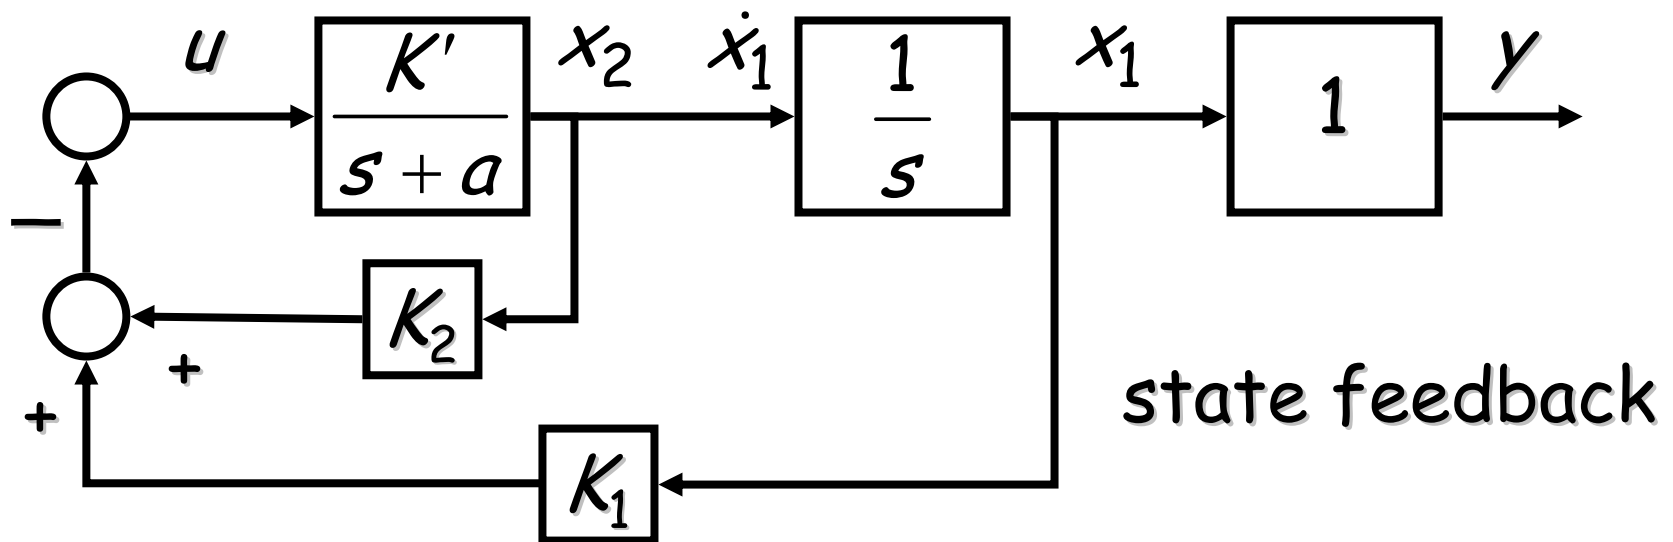 u
K'
s + a
x2
ẋ1
1
s
x1
1
y
−
K2
+
+
K1
state feedback